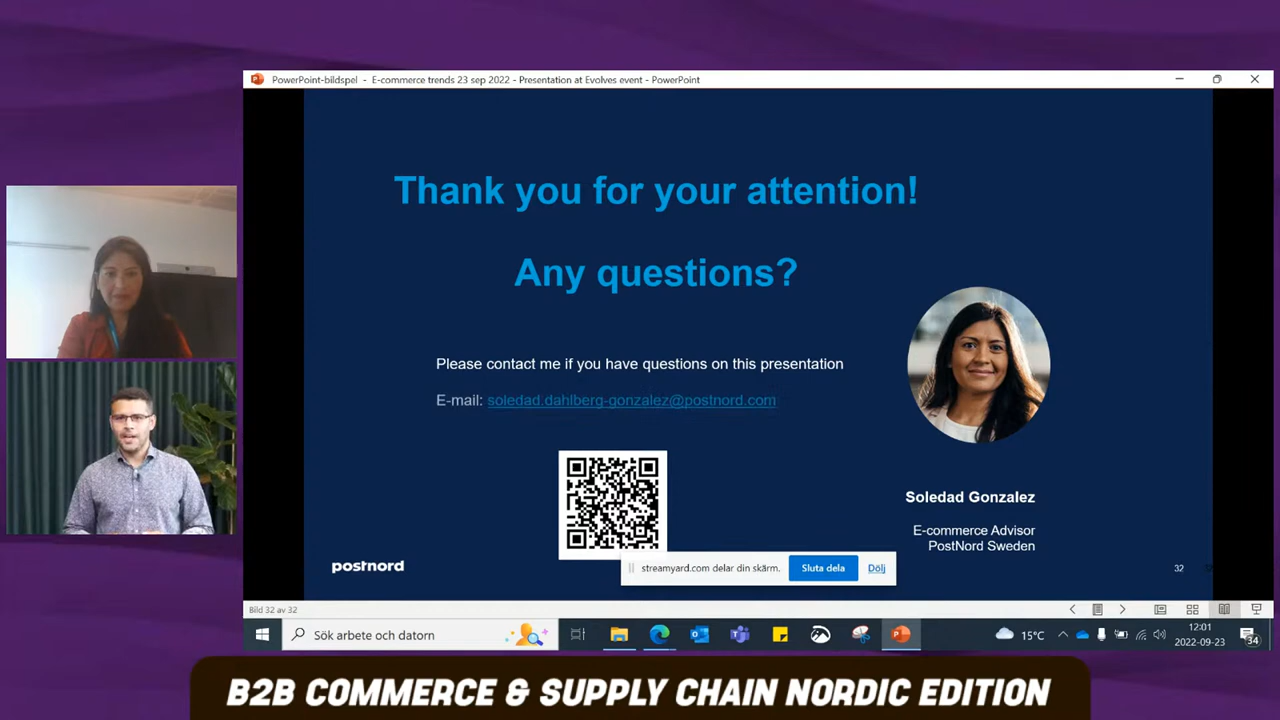 PowerPoint-bildspel - E-commerce trends 23 sep 2022 - Presentation at Evolves event - PowerPoint
Thank you for your attention!
Any questions?
Please contact me if you have questions on this presentation
E-mail: soledad.dahlberg-gonzalez@postnord.com
Soledad Gonzalez
E-commerce Advisor
PostNord Sweden
postnord
streamyard.com delar din skärm.
Sluta dela
Dölj
32
Bild 32 av 32
Sök arbete och datorn
15°C
12:01
2022-09-23
34
B2B COMMERCE & SUPPLY CHAIN NORDIC EDITION